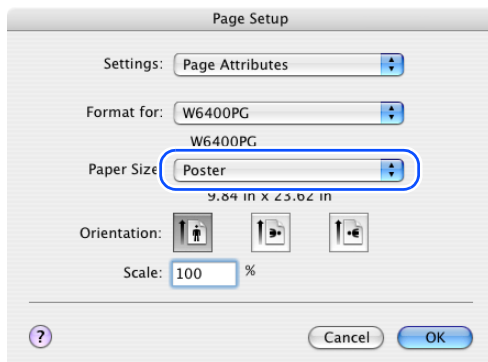 Page Setup
Settings: Page Attributes
Format for: W6400PG
W6400PG
Paper Size Poster
9.84 in x 23.62 in
Orientation:
Scale: 100 %
? Cancel OK